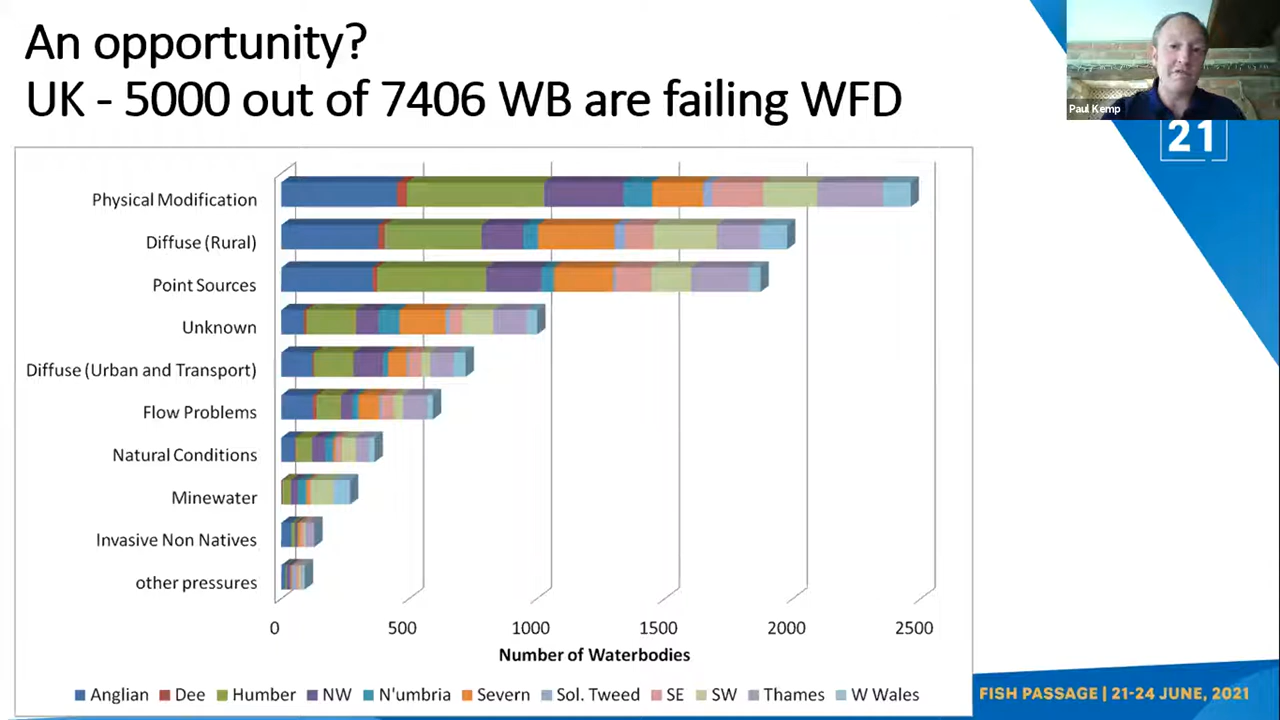 An opportunity?
UK - 5000 out of 7406 WB are failing WFD
Paul Kemp
21
Physical Modification
Diffuse (Rural)
Point Sources
Unknown
Diffuse (Urban and Transport)
Flow Problems
Natural Conditions
Minewater
Invasive Non Natives
other pressures
0 500 1000 1500 2000 2500
Number of Waterbodies
Anglian Dee Humber NW N'umbria Severn Sol. Tweed SE SW Thames W Wales
FISH PASSAGE | 21-24 JUNE, 2021